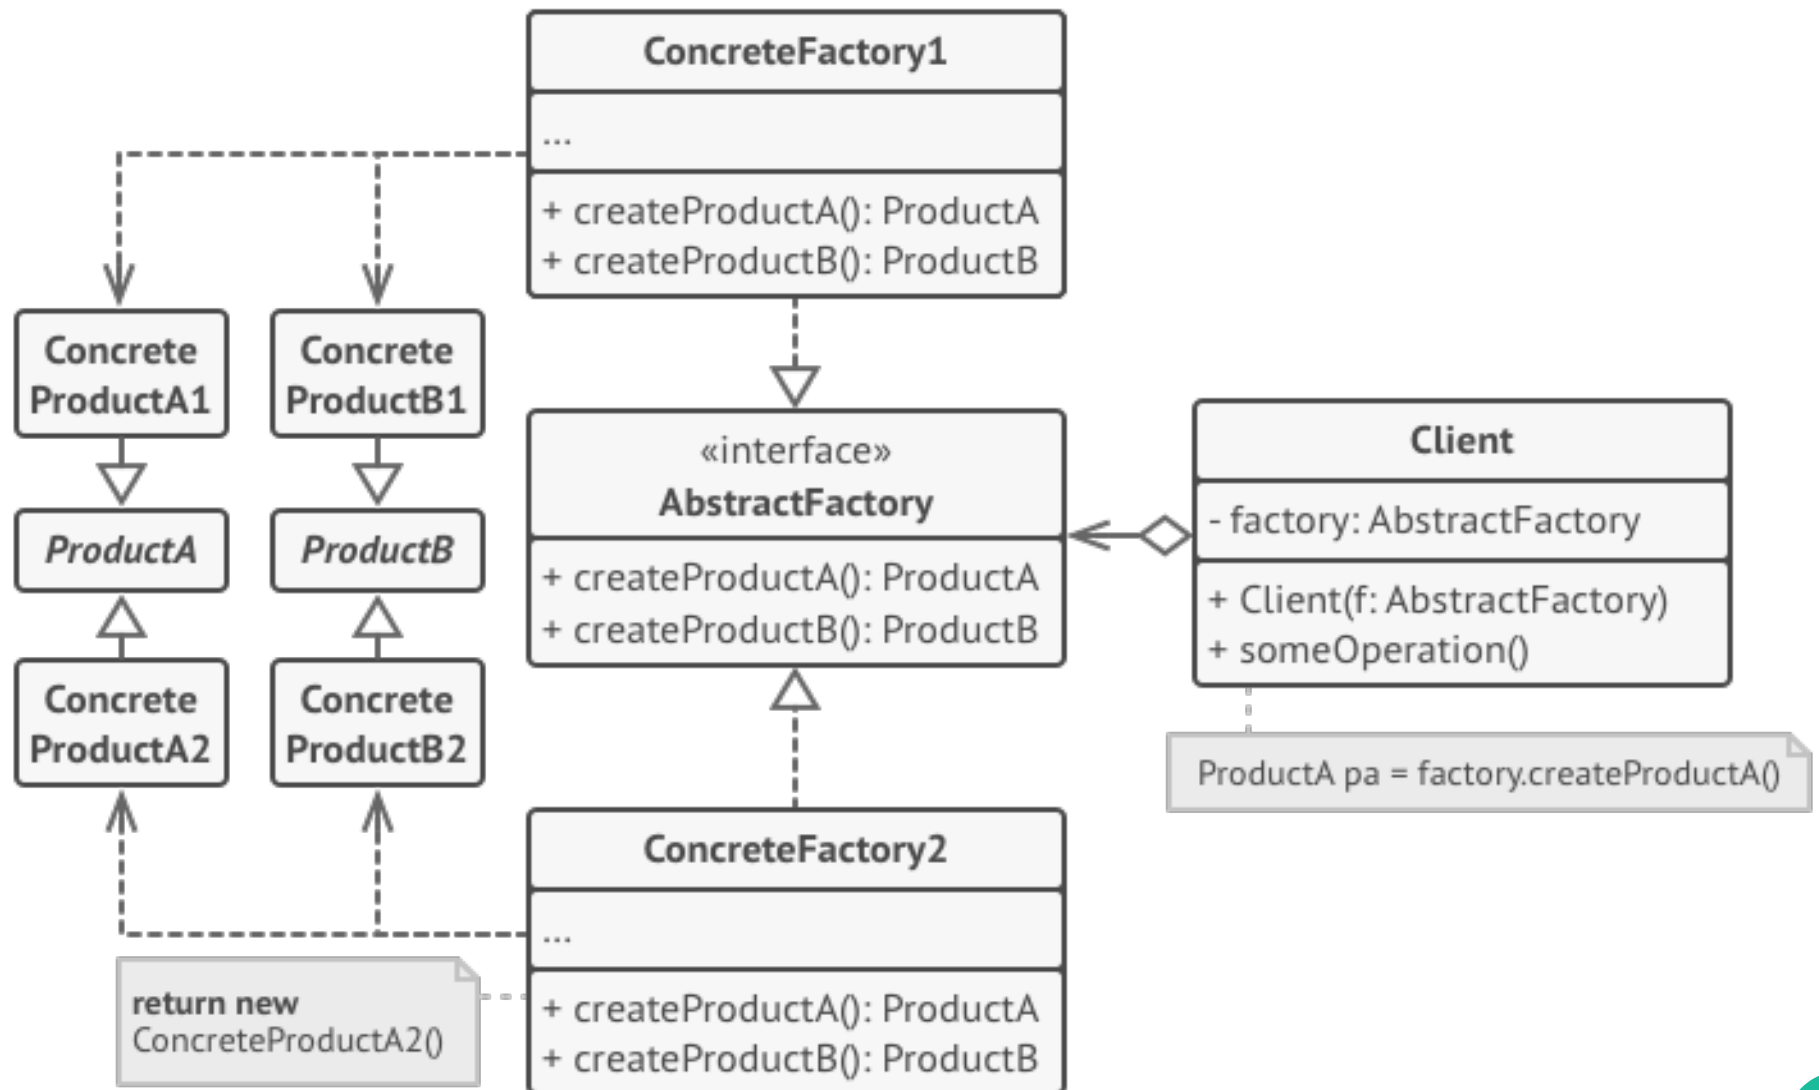 ConcreteFactory1
...
+ createProductA(): ProductA
+ createProductB(): ProductB
Concrete
ProductA1
Concrete
ProductB1
ProductA
ProductB
Concrete
ProductA2
Concrete
ProductB2
«interface»
AbstractFactory
+ createProductA(): ProductA
+ createProductB(): ProductB
Client
- factory: AbstractFactory
+ Client(f: AbstractFactory)
+ someOperation()
ProductA pa = factory.createProductA()
ConcreteFactory2
...
+ createProductA(): ProductA
+ createProductB(): ProductB
return new
ConcreteProductA2()